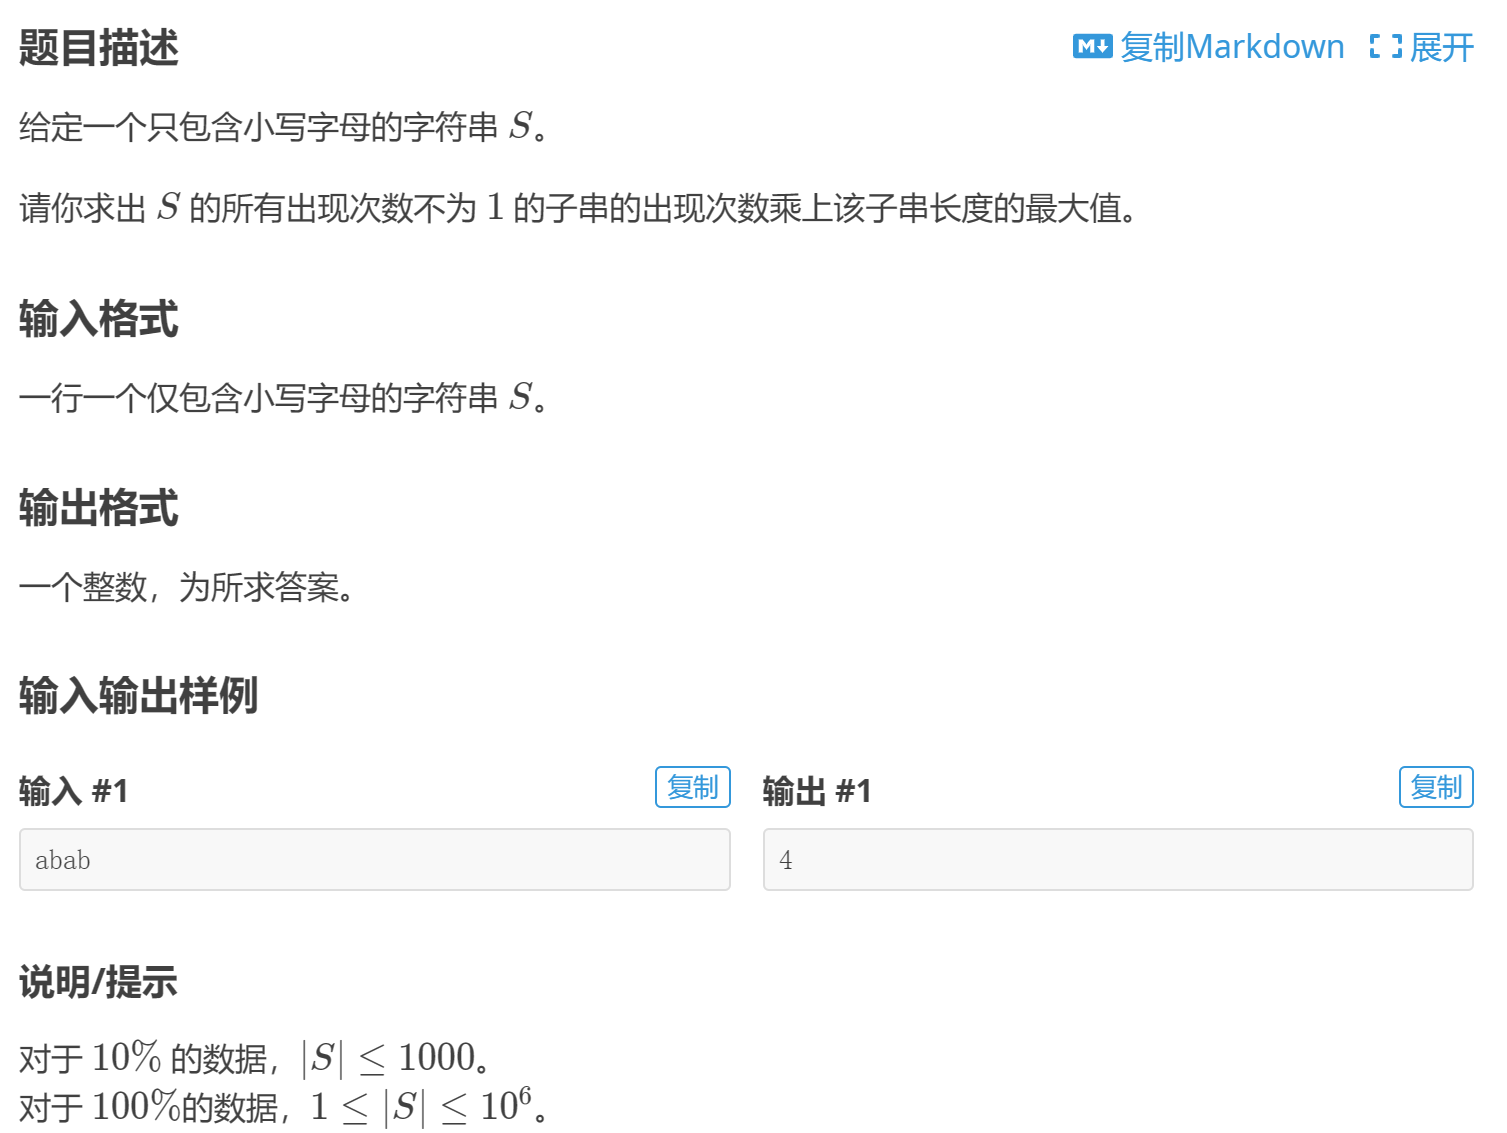 题目描述
复制Markdown 展开
给定一个只包含小写字母的字符串 S。
请你求出 S 的所有出现次数不为 1 的子串的出现次数乘上该子串长度的最大值。
输入格式
一行一个仅包含小写字母的字符串 S。
输出格式
一个整数，为所求答案。
输入输出样例
输入 #1 复制
abab
输出 #1 复制
4
说明/提示
对于 10% 的数据，|S| ≤ 1000。
对于 100%的数据，1 ≤ |S| ≤ 10⁶。